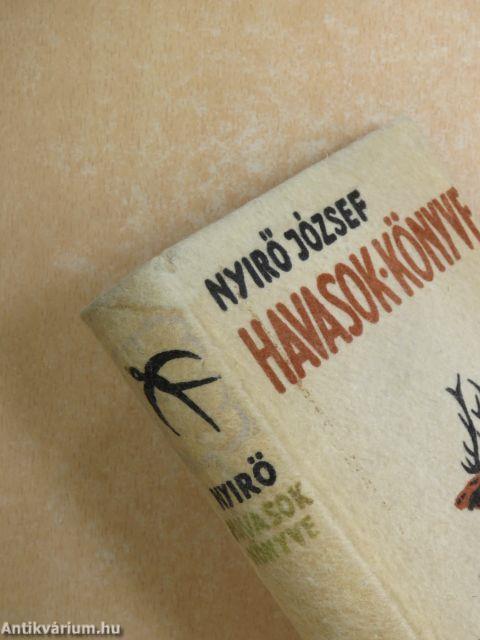 NYIRŐ JÓZSEF
HAVASOK·KÖNYVE
NYIRŐ
HAVASOK
KÖNYVE
Antikvárium.hu